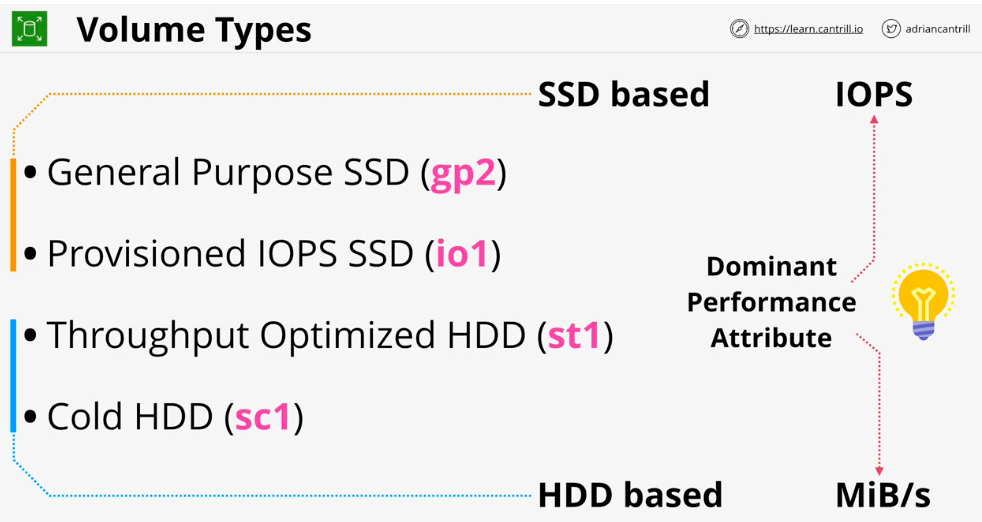 Volume Types
https://learn.cantrill.io
adriancantrill
SSD based
IOPS
• General Purpose SSD (gp2)
• Provisioned IOPS SSD (io1)
Dominant
Performance
Attribute
• Throughput Optimized HDD (st1)
• Cold HDD (sc1)
HDD based
MiB/s